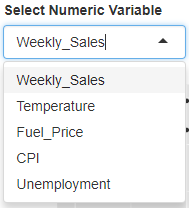 Select Numeric Variable
Weekly_Sales
Weekly_Sales
Temperature
Fuel_Price
CPI
Unemployment